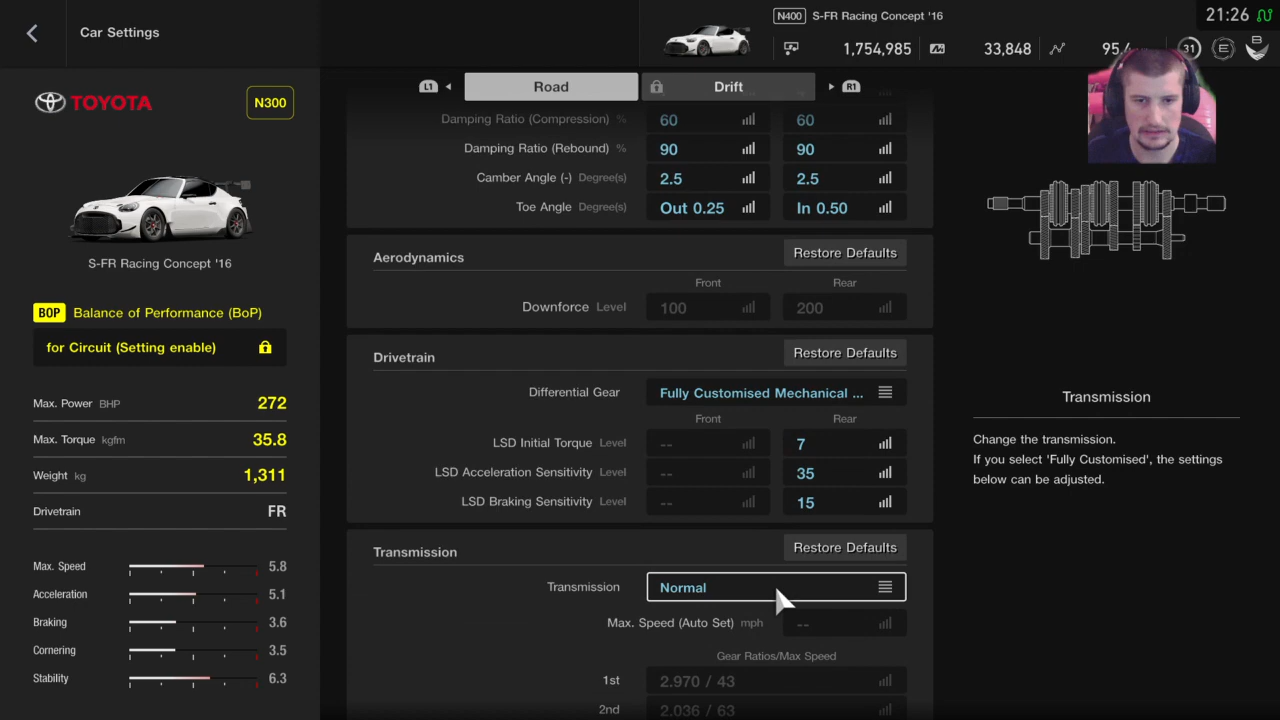 Car Settings
N400 S-FR Racing Concept '16
21:26
1,754,985
33,848
95,4
31
E
B
TOYOTA
N300
S-FR Racing Concept '16
BOP Balance of Performance (BoP)
for Circuit (Setting enable)
Max. Power BHP 272
Max. Torque kgfm 35.8
Weight kg 1,311
Drivetrain FR
Max. Speed 5.8
Acceleration 5.1
Braking 3.6
Cornering 3.5
Stability 6.3
L1 Road Drift R1
Damping Ratio (Compression) % 60 60
Damping Ratio (Rebound) % 90 90
Camber Angle (-) Degree(s) 2.5 2.5
Toe Angle Degree(s) Out 0.25 In 0.50
Aerodynamics Restore Defaults
Front Rear
Downforce Level 100 200
Drivetrain Restore Defaults
Differential Gear Fully Customised Mechanical ...
Front Rear
LSD Initial Torque Level -- 7
LSD Acceleration Sensitivity Level -- 35
LSD Braking Sensitivity Level -- 15
Transmission Restore Defaults
Transmission Normal
Max. Speed (Auto Set) mph --
Gear Ratios/Max Speed
1st 2.970 / 43
2nd 2.036 / 63
Transmission
Change the transmission.
If you select 'Fully Customised', the settings
below can be adjusted.